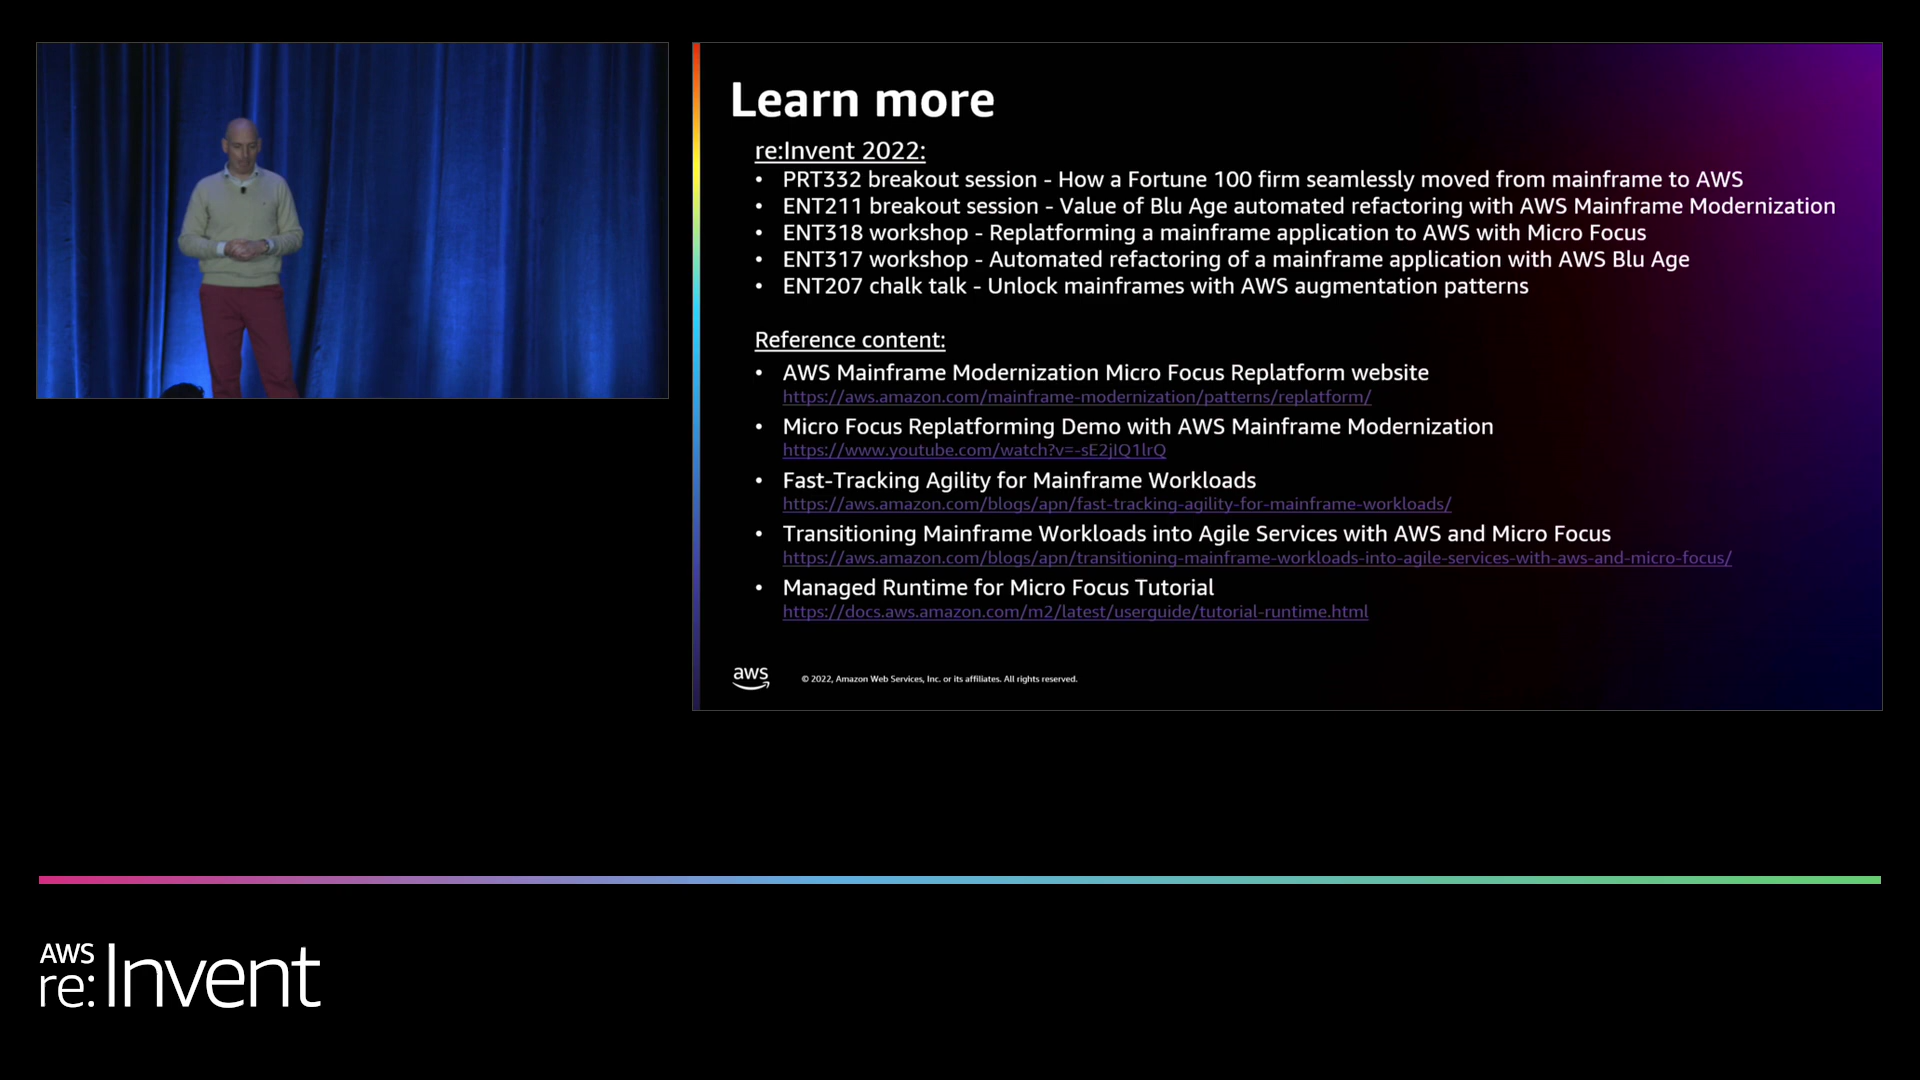 Learn more
re:Invent 2022:
• PRT332 breakout session - How a Fortune 100 firm seamlessly moved from mainframe to AWS
• ENT211 breakout session - Value of Blu Age automated refactoring with AWS Mainframe Modernization
• ENT318 workshop - Replatforming a mainframe application to AWS with Micro Focus
• ENT317 workshop - Automated refactoring of a mainframe application with AWS Blu Age
• ENT207 chalk talk - Unlock mainframes with AWS augmentation patterns
Reference content:
• AWS Mainframe Modernization Micro Focus Replatform website
https://aws.amazon.com/mainframe-modernization/patterns/replatform/
• Micro Focus Replatforming Demo with AWS Mainframe Modernization
https://www.youtube.com/watch?v=-sE2jIQ1lrQ
• Fast-Tracking Agility for Mainframe Workloads
https://aws.amazon.com/blogs/apn/fast-tracking-agility-for-mainframe-workloads/
• Transitioning Mainframe Workloads into Agile Services with AWS and Micro Focus
https://aws.amazon.com/blogs/apn/transitioning-mainframe-workloads-into-agile-services-with-aws-and-micro-focus/
• Managed Runtime for Micro Focus Tutorial
https://docs.aws.amazon.com/m2/latest/userguide/tutorial-runtime.html
aws
© 2022, Amazon Web Services, Inc. or its affiliates. All rights reserved.
AWS
re:Invent